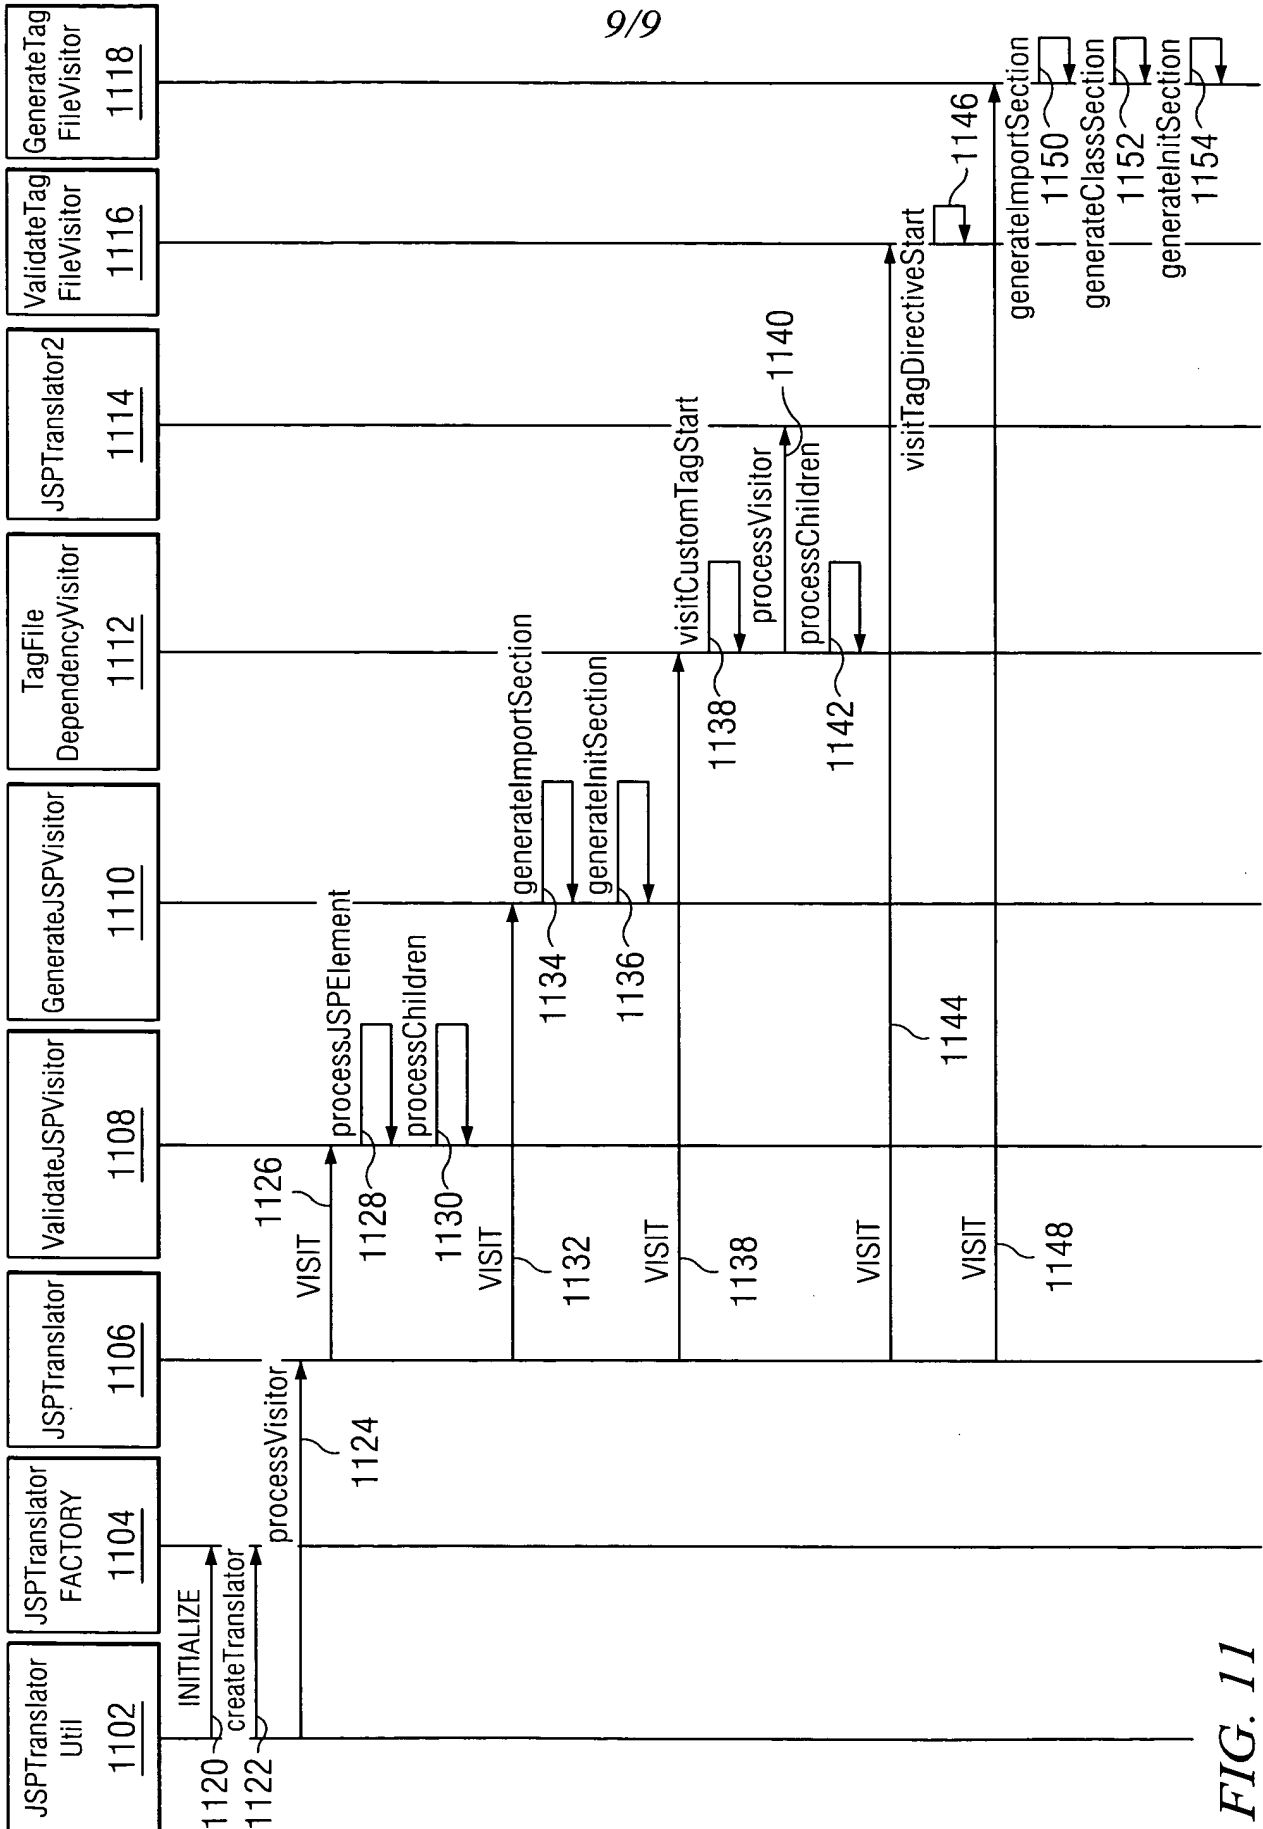 6/6
JSPTranslator
Util
1102
JSPTranslator
FACTORY
1104
JSPTranslator
1106
ValidateJSPVisitor
1108
GenerateJSPVisitor
1110
TagFile
DependencyVisitor
1112
JSPTranslator2
1114
ValidateTag
FileVisitor
1116
GenerateTag
FileVisitor
1118
INITIALIZE
1120
createTranslator
1122
processVisitor
1124
VISIT
1126
processJSPElement
1128
processChildren
1130
VISIT
1132
generateImportSection
1134
generateInitSection
1136
VISIT
1138
visitCustomTagStart
1138
processVisitor
1140
processChildren
1142
VISIT
1144
visitTagDirectiveStart
1146
VISIT
1148
generateImportSection
1150
generateClassSection
1152
generateInitSection
1154
FIG. 11